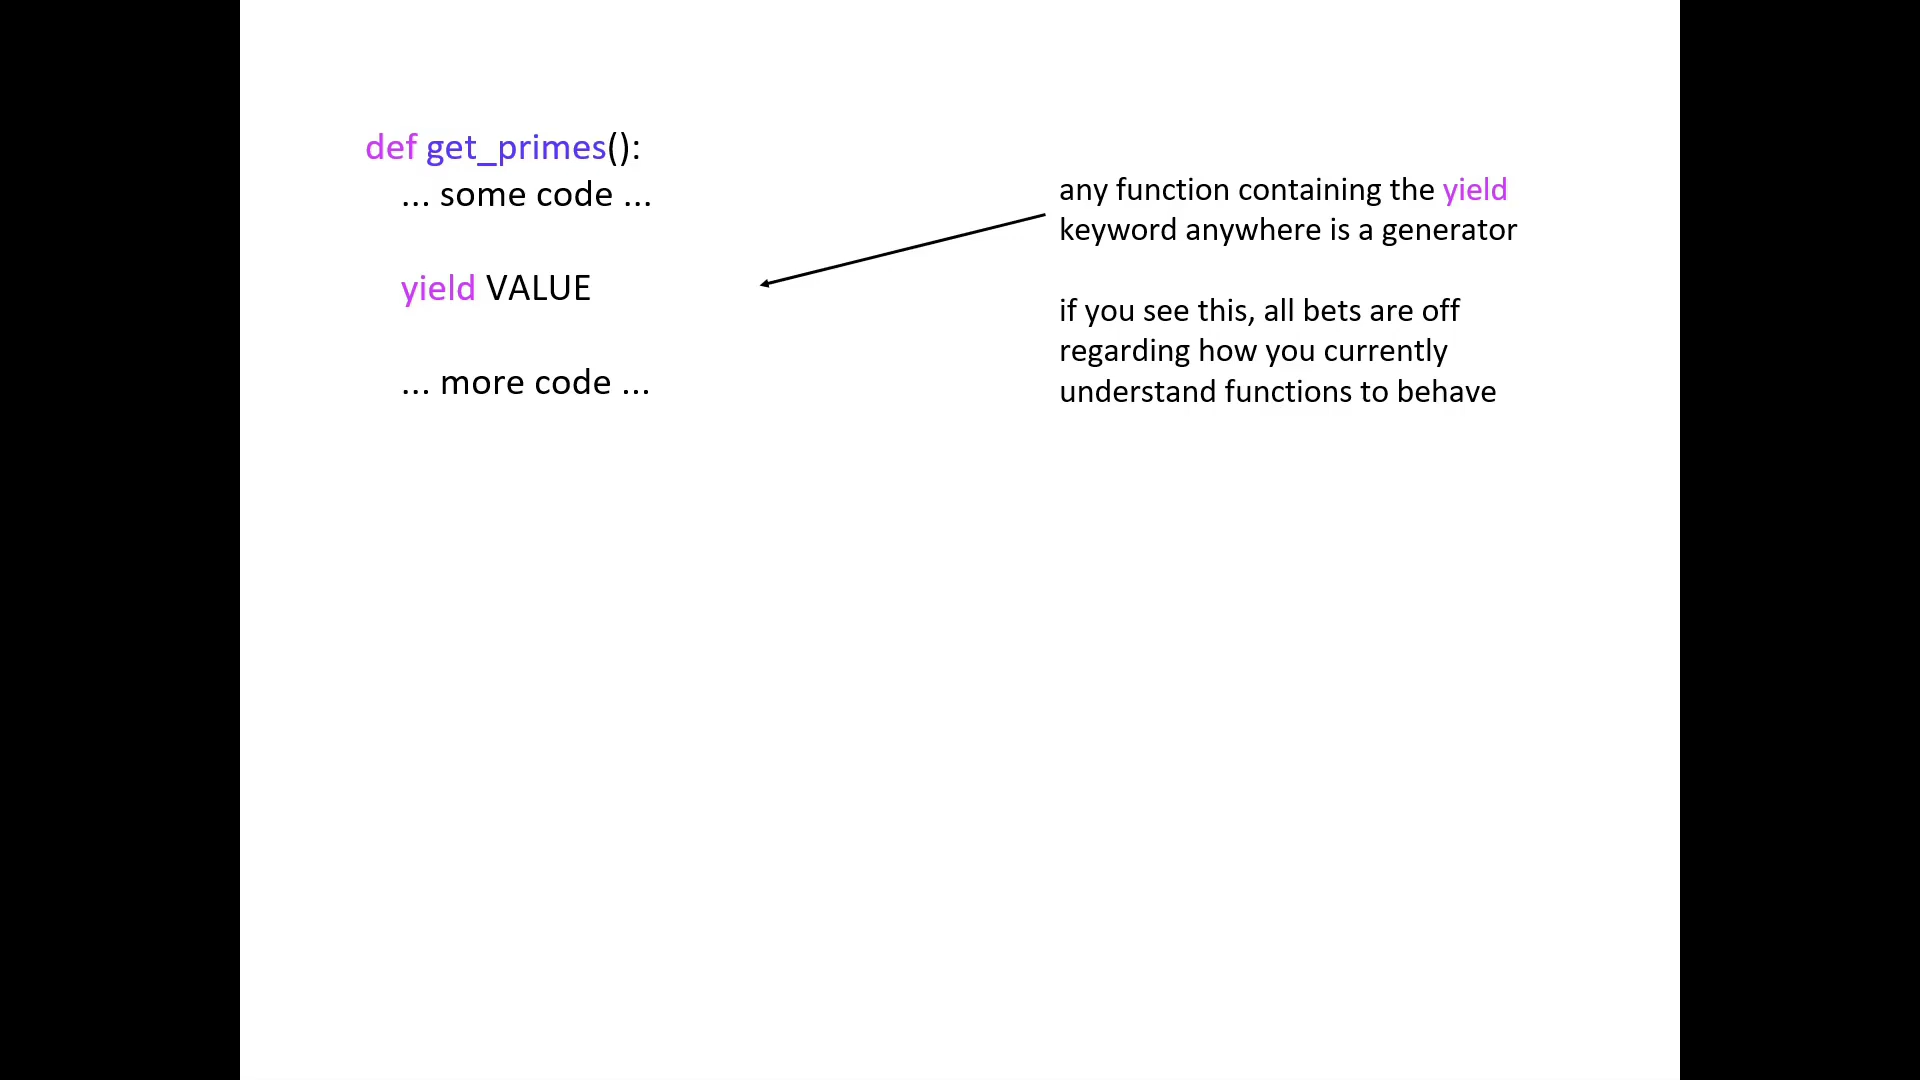 def get_primes():
... some code ...
yield VALUE
... more code ...
any function containing the yield
keyword anywhere is a generator
if you see this, all bets are off
regarding how you currently
understand functions to behave